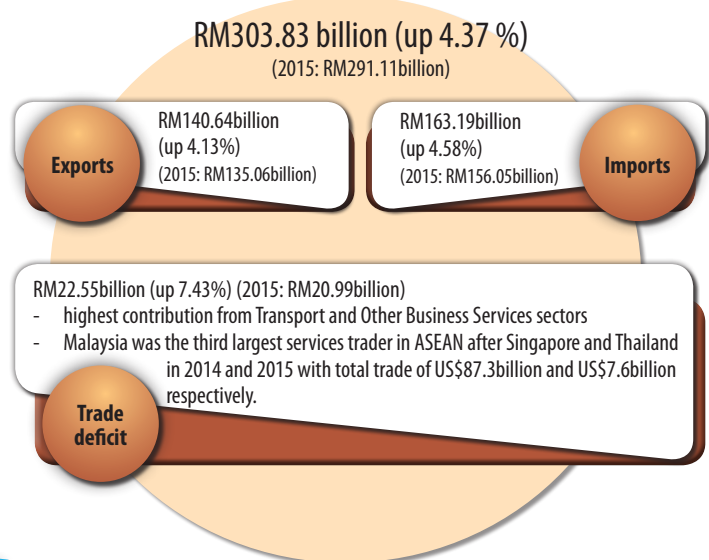 RM303.83 billion (up 4.37 %)
(2015: RM291.11billion)
Exports
RM140.64billion
(up 4.13%)
(2015: RM135.06billion)
RM163.19billion
(up 4.58%)
(2015: RM156.05billion)
Imports
RM22.55billion (up 7.43%) (2015: RM20.99billion)
- highest contribution from Transport and Other Business Services sectors
- Malaysia was the third largest services trader in ASEAN after Singapore and Thailand
in 2014 and 2015 with total trade of US$87.3billion and US$7.6billion
respectively.
Trade
deficit